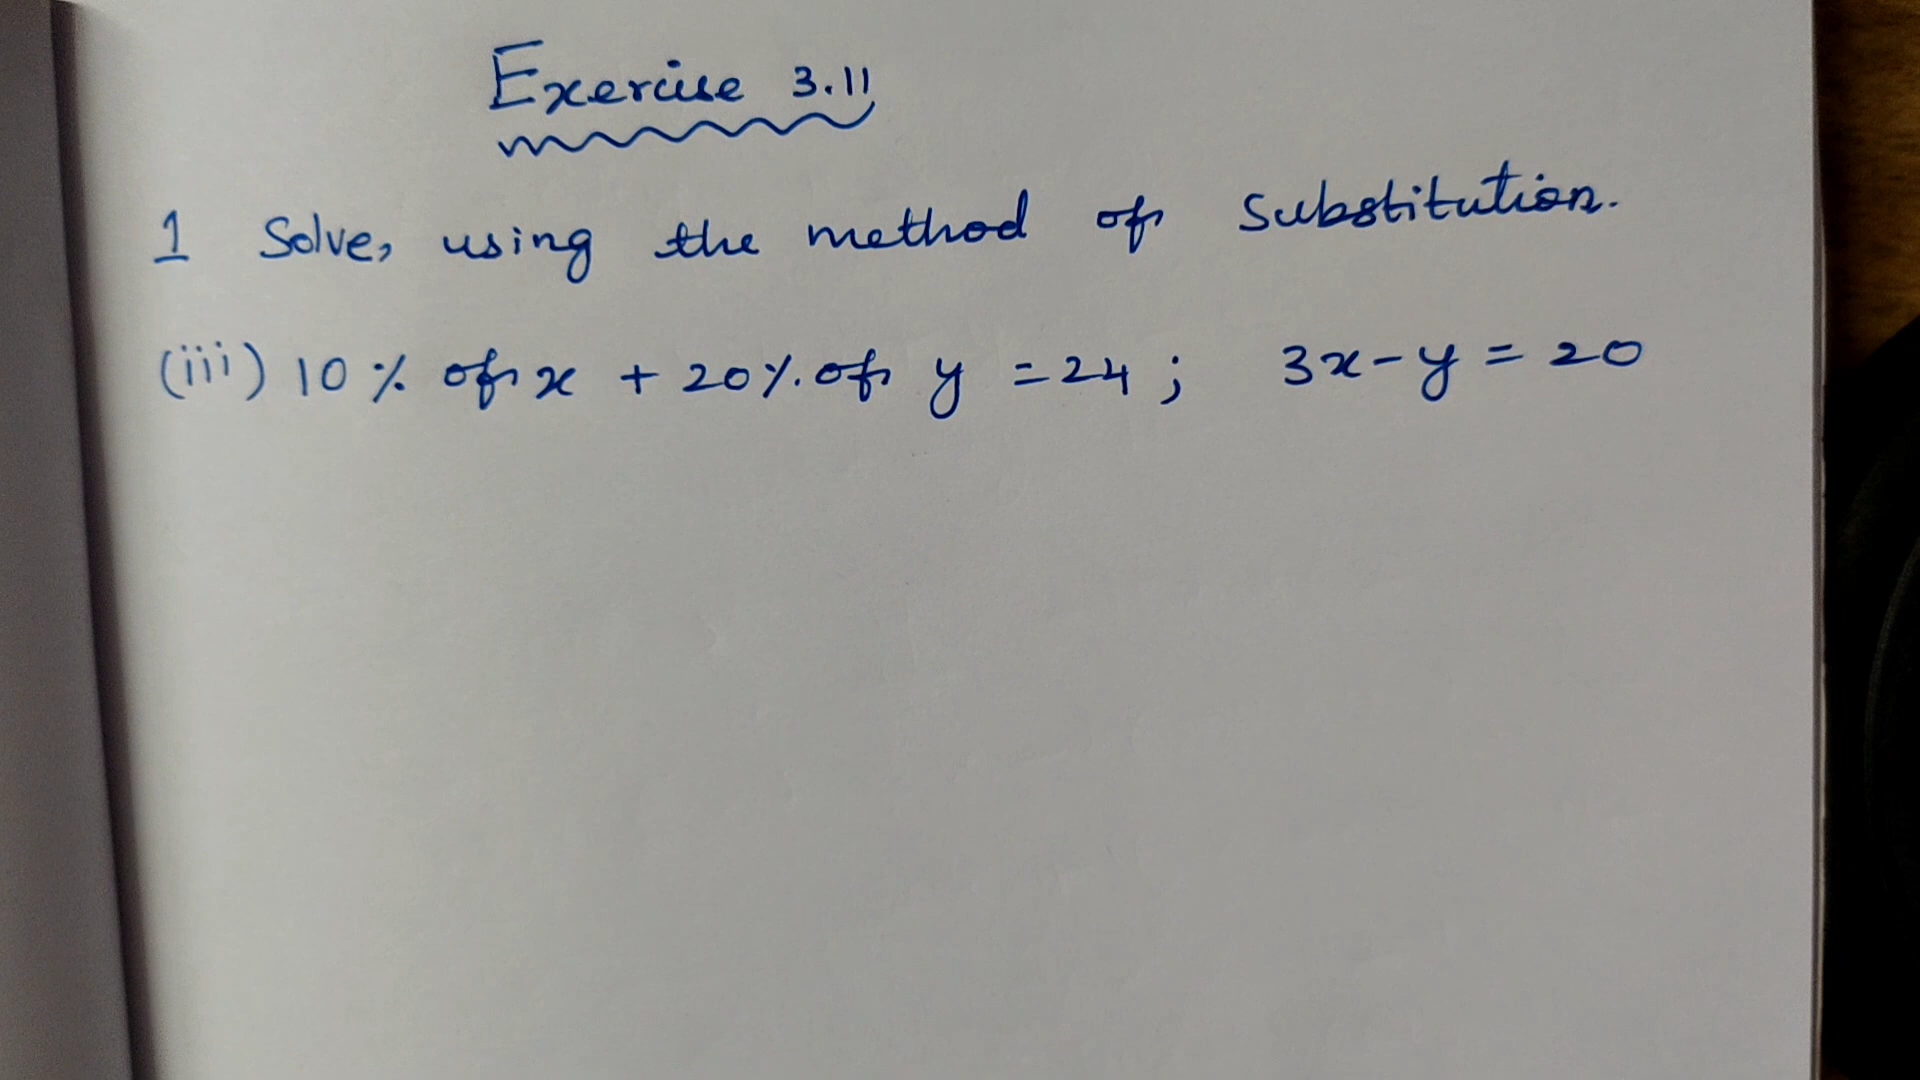 Exercise 3.11
1 Solve, using the method of substitution.
(iii) 10% of x + 20% of y = 24; 3x - y = 20